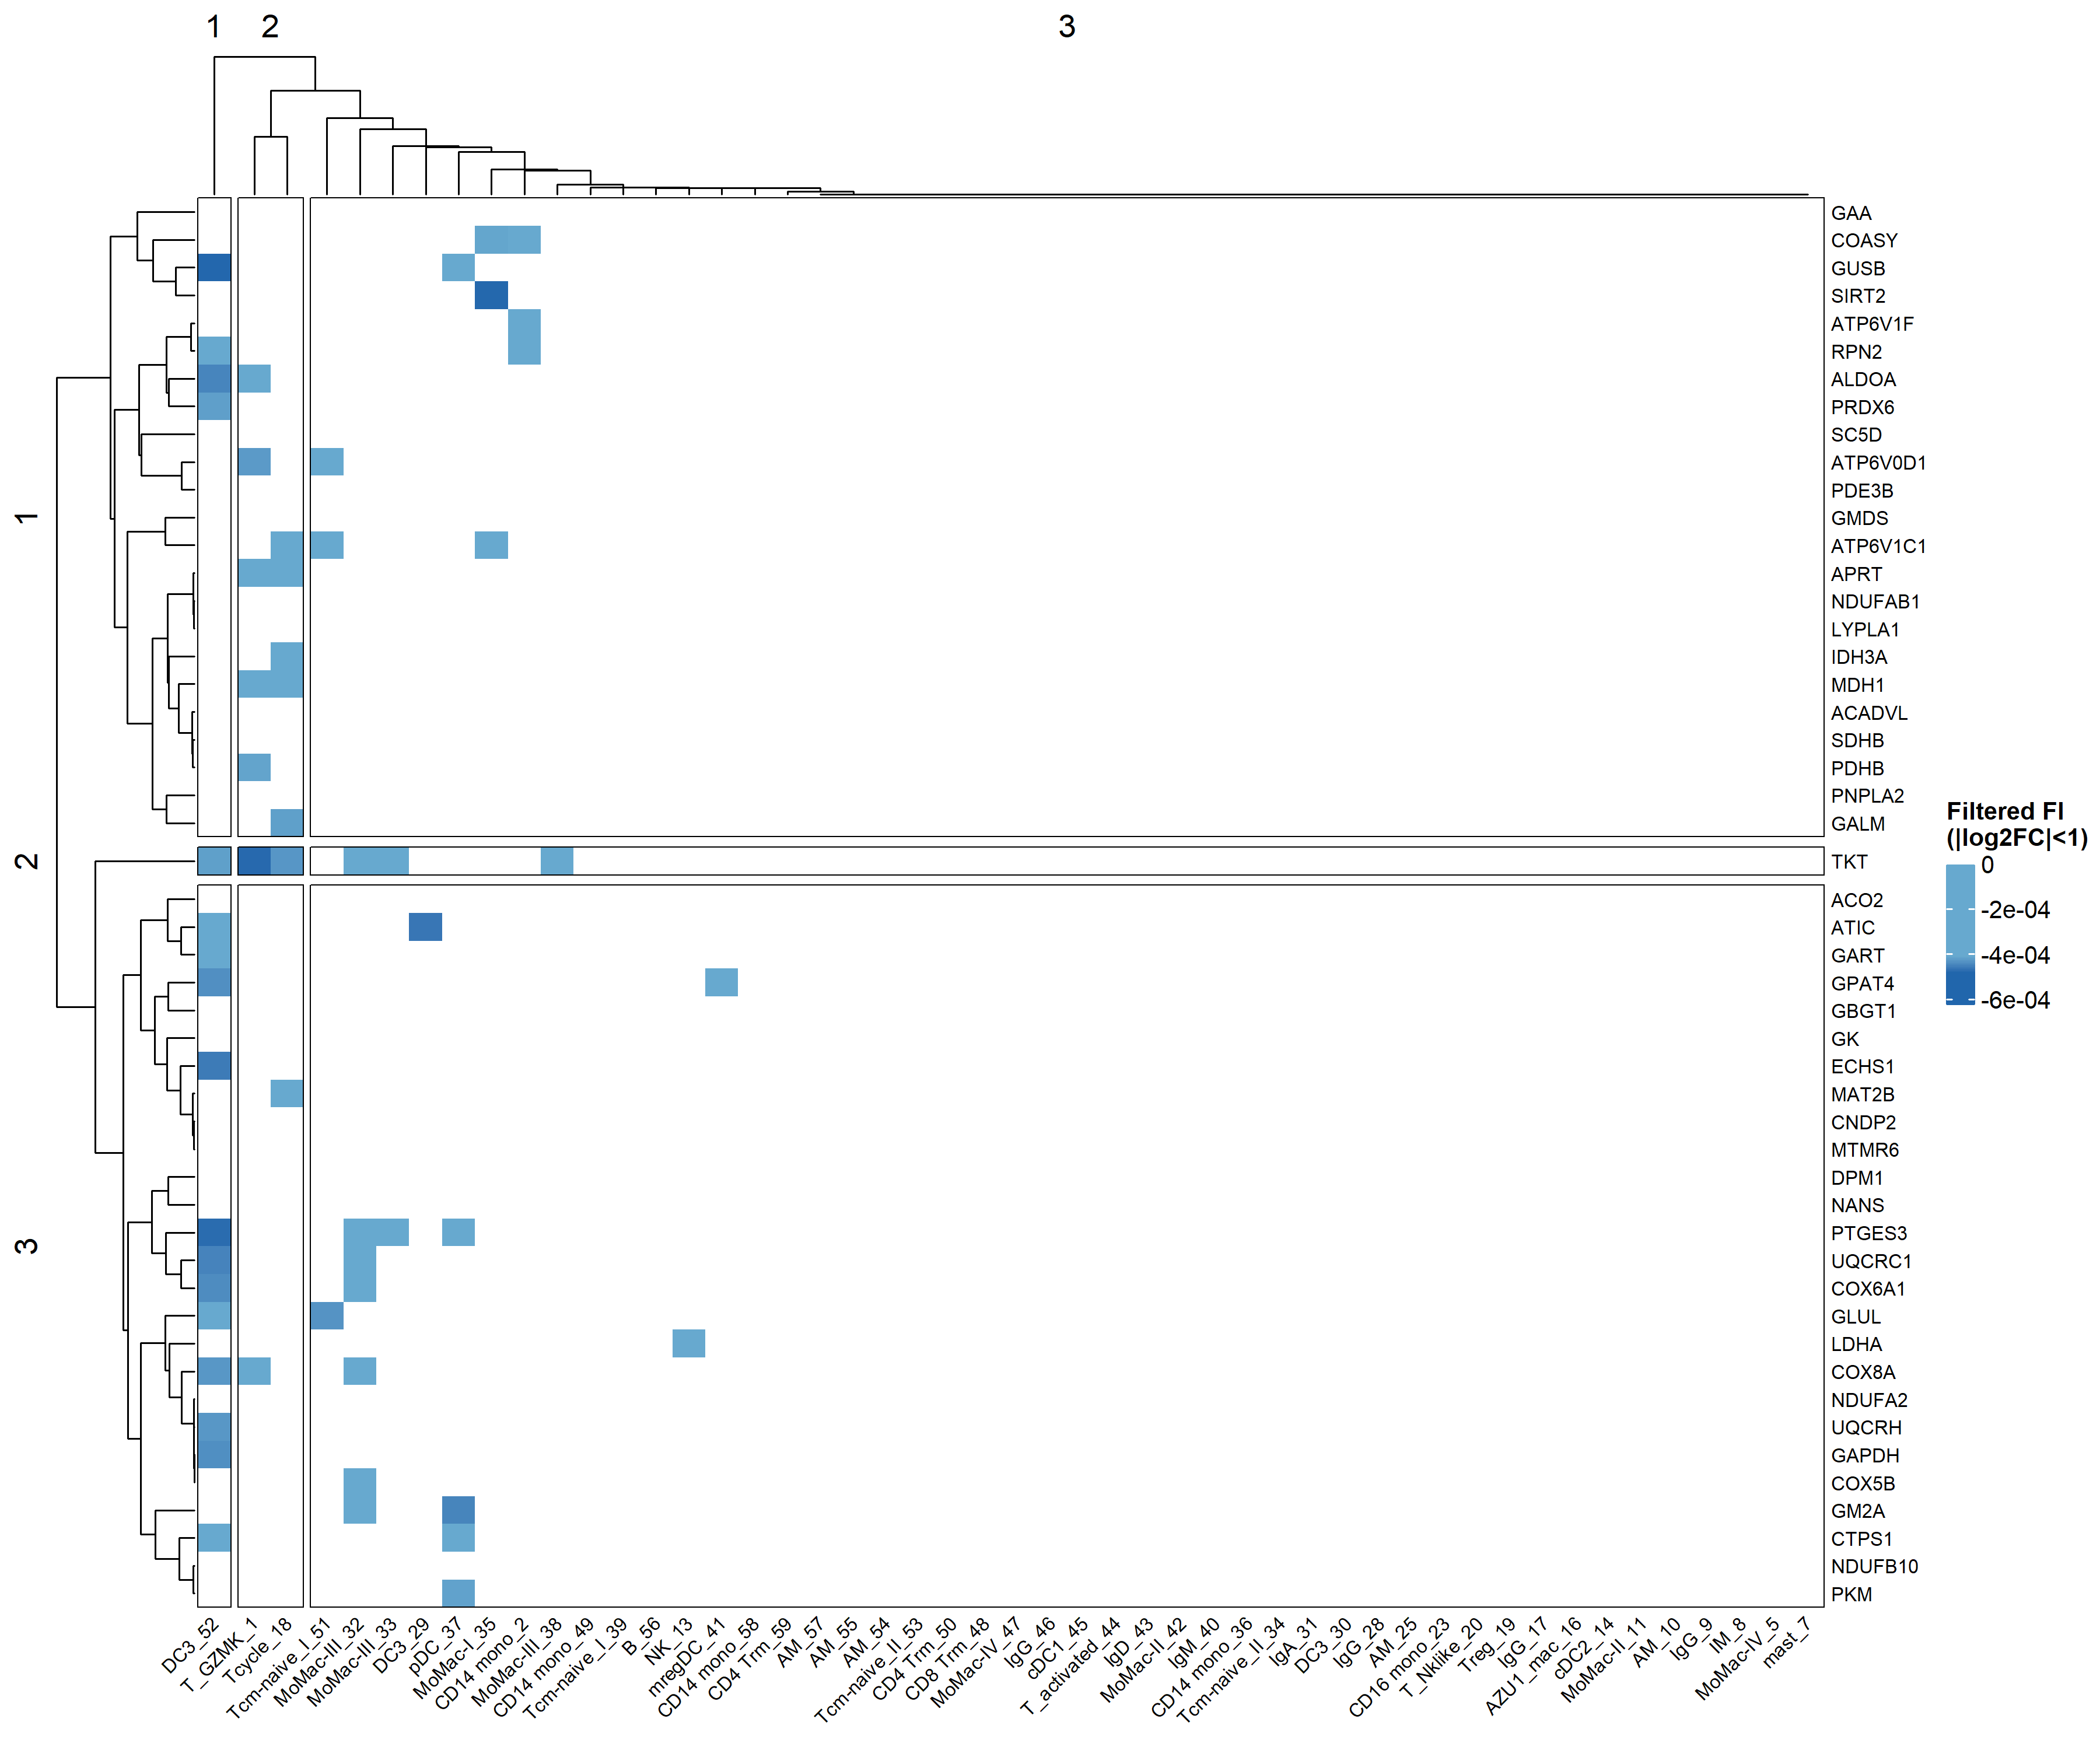 1 2 3
GAA
COASY
GUSB
SIRT2
ATP6V1F
RPN2
ALDOA
PRDX6
SC5D
ATP6V0D1
PDE3B
GMDS
ATP6V1C1
APRT
NDUFAB1
LYPLA1
IDH3A
MDH1
ACADVL
SDHB
PDHB
PNPLA2
GALM
1
TKT
2
ACO2
ATIC
GART
GPAT4
GBGT1
GK
ECHS1
MAT2B
CNDP2
MTMR6
DPM1
NANS
PTGES3
UQCRC1
COX6A1
GLUL
LDHA
COX8A
NDUFA2
UQCRH
GAPDH
COX5B
GM2A
CTPS1
NDUFB10
PKM
3
Filtered FI
(|log2FC|<1)
0
-2e-04
-4e-04
-6e-04
DC3_52
T_GZMK_1
Tcycle_18
Tcm-naive_I_51
MoMac-III_32
MoMac-III_33
DC3_29
pDC_37
MoMac-I_35
CD14 mono_2
MoMac-III_38
CD14 mono_49
Tcm-naive_I_39
B_56
NK_13
mregDC_41
CD14 mono_58
CD4 Trm_59
AM_57
AM_55
AM_54
Tcm-naive_II_53
CD4 Trm_50
CD8 Trm_48
MoMac-IV_47
IgG_46
cDC1_45
T_activated_44
IgD_43
MoMac-II_42
IgM_40
CD14 mono_36
Tcm-naive_II_34
IgA_31
DC3_30
IgG_28
AM_25
CD16 mono_23
T_Nklike_20
Treg_19
IgG_17
AZU1_mac_16
cDC2_14
MoMac-II_11
AM_10
IgG_9
IM_8
MoMac-IV_5
mast_7